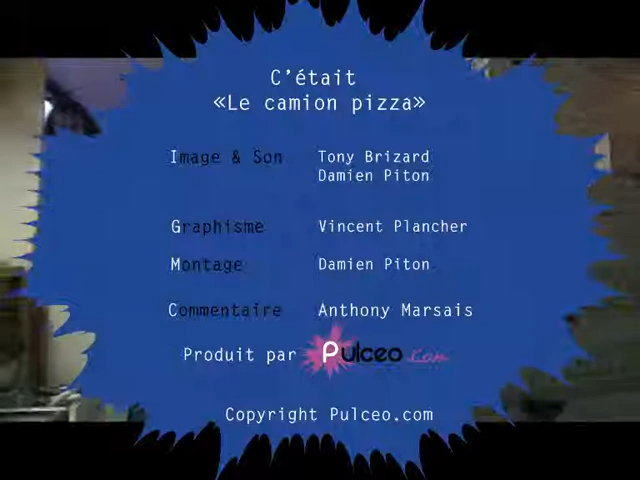 C'était
«Le camion pizza»
Image & Son Tony Brizard
Damien Piton
Graphisme Vincent Plancher
Montage Damien Piton
Commentaire Anthony Marsais
Produit par Pulceo.com
Copyright Pulceo.com